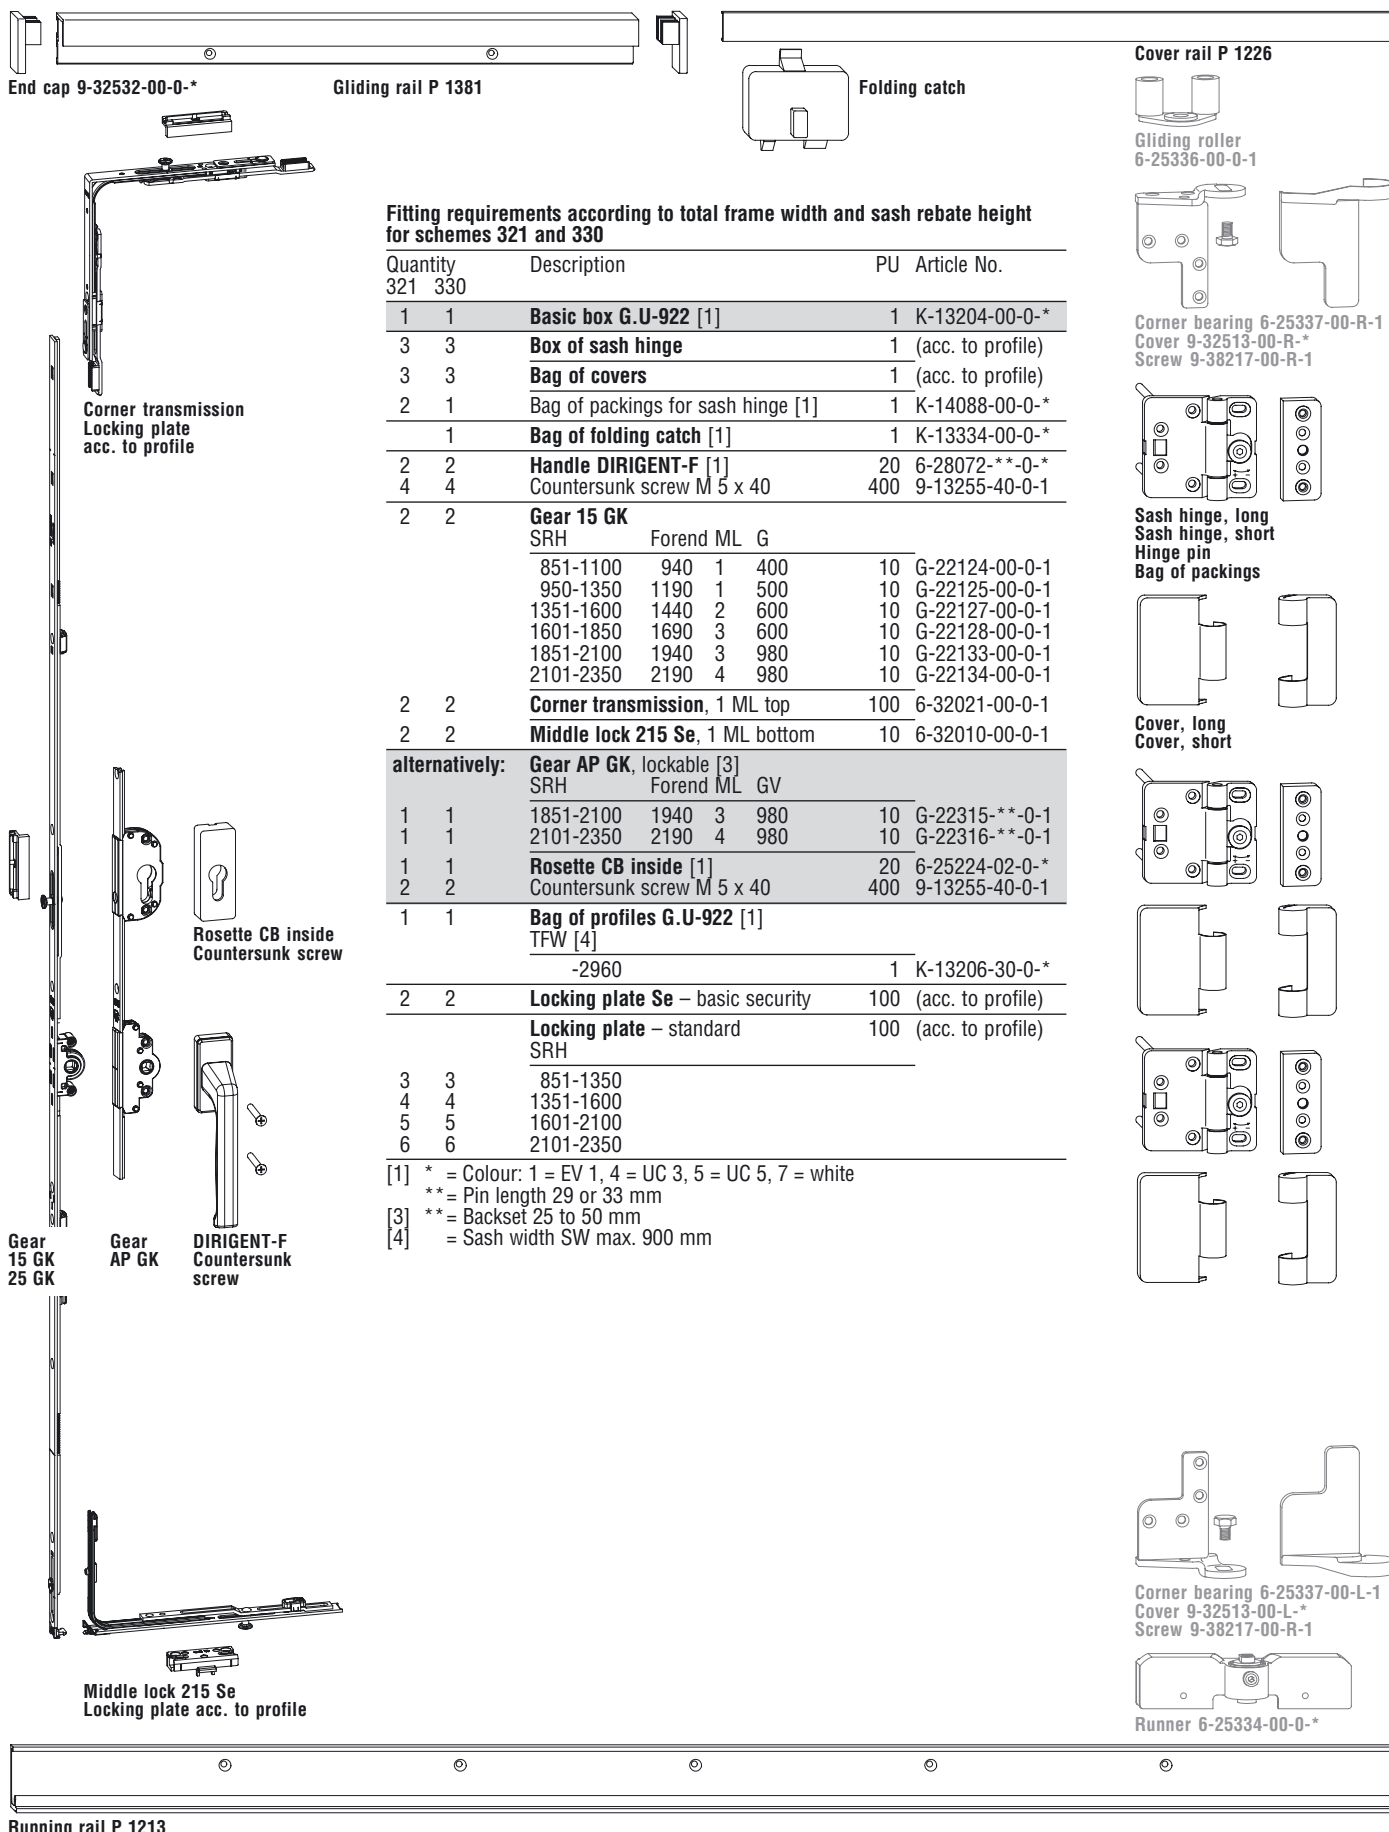 Cover rail P 1226
End cap 9-32532-00-0-*
Gliding rail P 1381
Folding catch
Gliding roller
6-25336-00-0-1
Fitting requirements according to total frame width and sash rebate height
for schemes 321 and 330
Quantity Description PU Article No.
321 330
1 1 Basic box G.U-922 [1] 1 K-13204-00-0-*
3 3 Box of sash hinge 1 (acc. to profile)
3 3 Bag of covers 1 (acc. to profile)
2 1 Bag of packings for sash hinge [1] 1 K-14088-00-0-*
1 Bag of folding catch [1] 1 K-13334-00-0-*
2 2 Handle DIRIGENT-F [1] 20 6-28072-**-0-*
4 4 Countersunk screw M 5 x 40 400 9-13255-40-0-1
2 2 Gear 15 GK
SRH Forend ML G
851-1100 940 1 400 10 G-22124-00-0-1
950-1350 1190 1 500 10 G-22125-00-0-1
1351-1600 1440 2 600 10 G-22127-00-0-1
1601-1850 1690 3 600 10 G-22128-00-0-1
1851-2100 1940 3 980 10 G-22133-00-0-1
2101-2350 2190 4 980 10 G-22134-00-0-1
2 2 Corner transmission, 1 ML top 100 6-32021-00-0-1
2 2 Middle lock 215 Se, 1 ML bottom 10 6-32010-00-0-1
alternatively: Gear AP GK, lockable [3]
SRH Forend ML GV
1 1 1851-2100 1940 3 980 10 G-22315-**-0-1
1 1 2101-2350 2190 4 980 10 G-22316-**-0-1
1 1 Rosette CB inside [1] 20 6-25224-02-0-*
2 2 Countersunk screw M 5 x 40 400 9-13255-40-0-1
1 1 Bag of profiles G.U-922 [1]
TFW [4]
-2960 1 K-13206-30-0-*
2 2 Locking plate Se – basic security 100 (acc. to profile)
Locking plate – standard 100 (acc. to profile)
SRH
3 3 851-1350
4 4 1351-1600
5 5 1601-2100
6 6 2101-2350
[1] * = Colour: 1 = EV 1, 4 = UC 3, 5 = UC 5, 7 = white
**= Pin length 29 or 33 mm
[3] **= Backset 25 to 50 mm
[4] = Sash width SW max. 900 mm
Corner bearing 6-25337-00-R-1
Cover 9-32513-00-R-*
Screw 9-38217-00-R-1
Corner transmission
Locking plate
acc. to profile
Sash hinge, long
Sash hinge, short
Hinge pin
Bag of packings
Cover, long
Cover, short
Rosette CB inside
Countersunk screw
Gear
15 GK
25 GK
Gear
AP GK
DIRIGENT-F
Countersunk
screw
Corner bearing 6-25337-00-L-1
Cover 9-32513-00-L-*
Screw 9-38217-00-R-1
Middle lock 215 Se
Locking plate acc. to profile
Runner 6-25334-00-0-*
Running rail P 1213